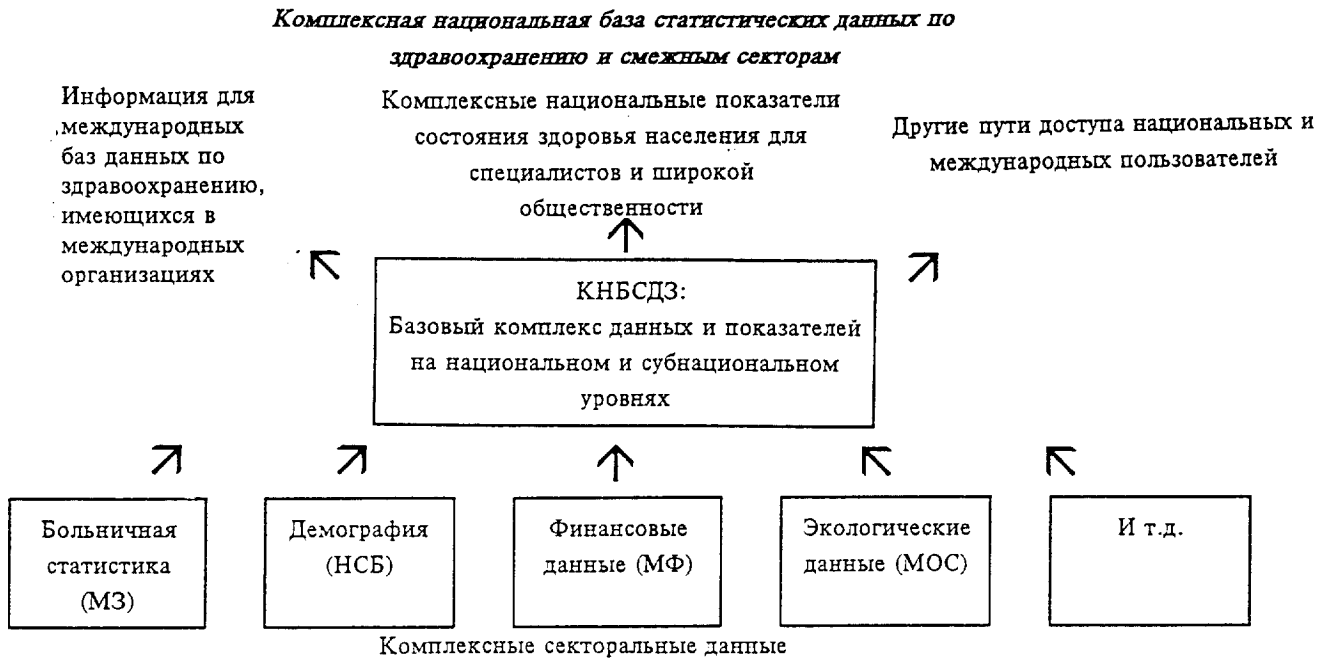 Комплексная национальная база статистических данных по
здравоохранению и смежным секторам
Информация для
международных
баз данных по
здравоохранению,
имеющихся в
международных
организациях
Комплексные национальные показатели
состояния здоровья населения для
специалистов и широкой
общественности
Другие пути доступа национальных и
международных пользователей
КНБСДЗ:
Базовый комплекс данных и показателей
на национальном и субнациональном
уровнях
Больничная
статистика
(МЗ)
Демография
(НСБ)
Финансовые
данные (МФ)
Экологические
данные (МОС)
И т.д.
Комплексные секторальные данные